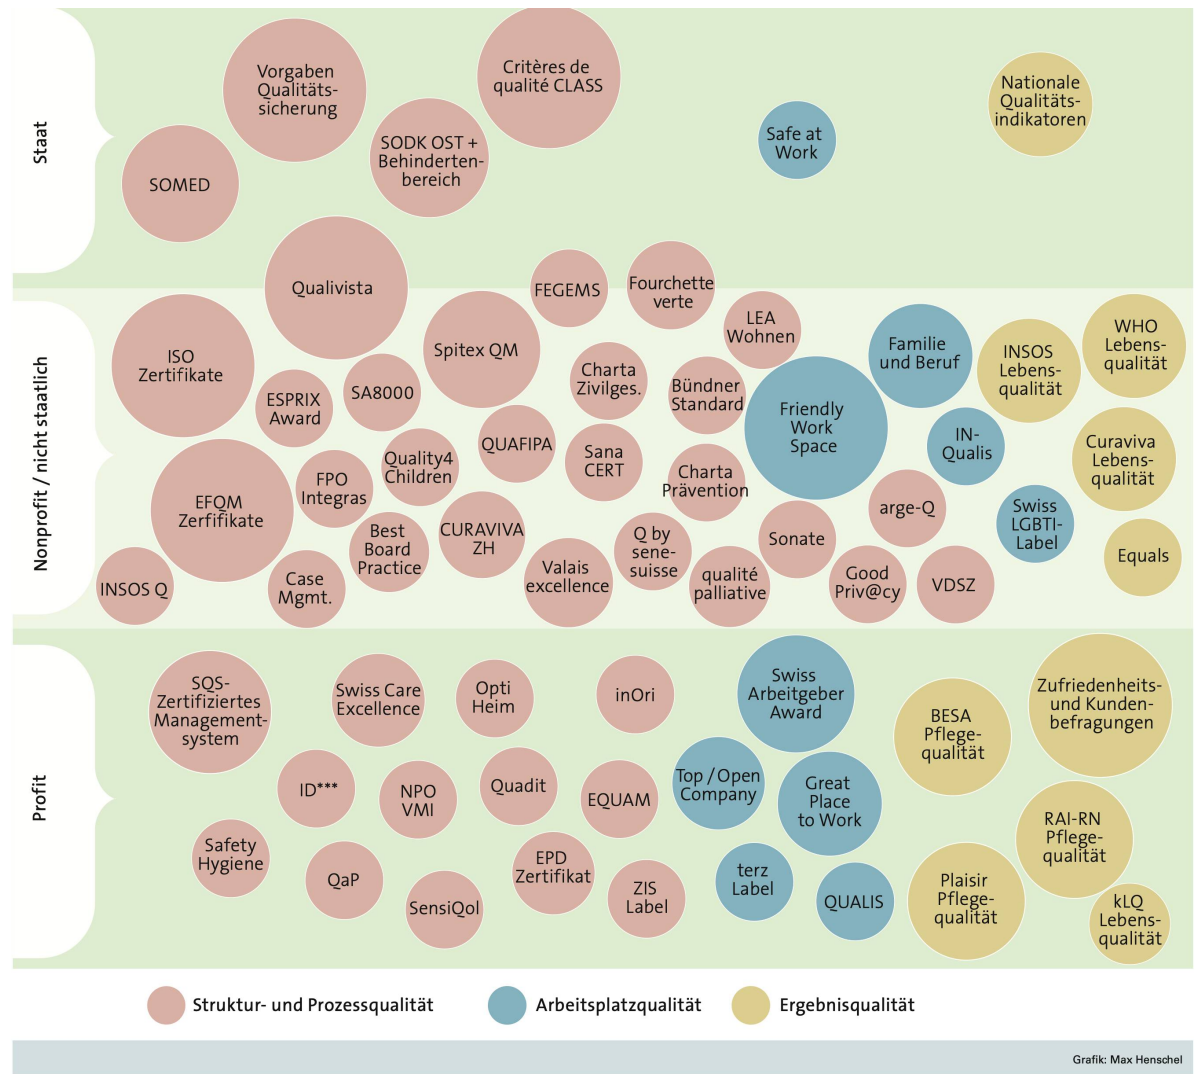 Staat
Vorgaben
Qualitäts-
sicherung
Critères de
qualité CLASS
SODK OST +
Behinderten-
bereich
SOMED
Safe at
Work
Nationale
Qualitäts-
indikatoren
Nonprofit / nicht staatlich
Qualivista
FEGEMS
Fourchette
verte
LEA
Wohnen
ISO
Zertifikate
Spitex QM
ESPRIX
Award
SA8000
Charta
Zivilges.
Bündner
Standard
Friendly
Work
Space
Familie
und Beruf
INSOS
Lebens-
qualität
WHO
Lebens-
qualität
EFQM
Zerfifikate
FPO
Integras
Quality4
Children
QUAFIPA
Sana
CERT
Charta
Prävention
IN-
Qualis
Curaviva
Lebens-
qualität
INSOS Q
Case
Mgmt.
Best
Board
Practice
CURAVIVA
ZH
Valais
excellence
Q by
sene-
suisse
qualité
palliative
Sonate
arge-Q
Good
Priv@cy
VDSZ
Swiss
LGBTI-
Label
Equals
Profit
SQS-
Zertifiziertes
Management-
system
Swiss Care
Excellence
Opti
Heim
inOri
Swiss
Arbeitgeber
Award
BESA
Pflege-
qualität
Zufriedenheits-
und Kunden-
befragungen
ID***
NPO
VMI
Quadit
EQUAM
Top / Open
Company
Great
Place
to Work
RAI-RN
Pflege-
qualität
Safety
Hygiene
QaP
SensiQol
EPD
Zertifikat
ZIS
Label
terz
Label
QUALIS
Plaisir
Pflege-
qualität
kLQ
Lebens-
qualität
Struktur- und Prozessqualität
Arbeitsplatzqualität
Ergebnisqualität
Grafik: Max Henschel